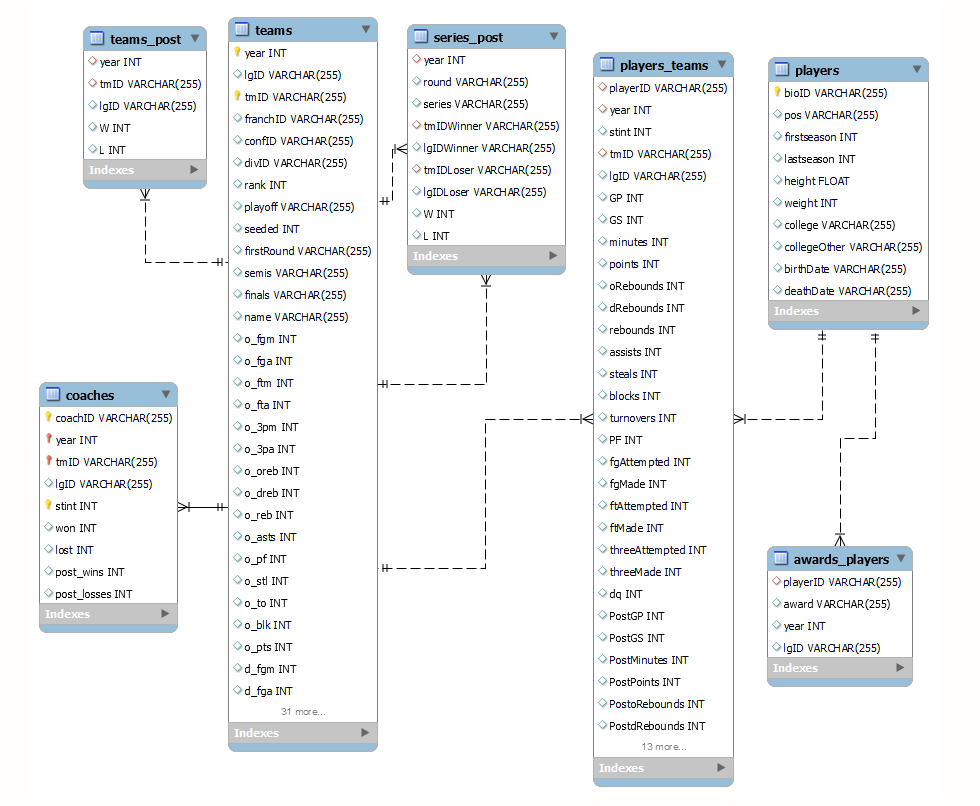 teams_post
year INT
tmID VARCHAR(255)
lgID VARCHAR(255)
W INT
L INT
Indexes
teams
year INT
lgID VARCHAR(255)
tmID VARCHAR(255)
franchID VARCHAR(255)
confID VARCHAR(255)
divID VARCHAR(255)
rank INT
playoff VARCHAR(255)
seeded INT
firstRound VARCHAR(255)
semis VARCHAR(255)
finals VARCHAR(255)
name VARCHAR(255)
o_fgm INT
o_fga INT
o_ftm INT
o_fta INT
o_3pm INT
o_3pa INT
o_oreb INT
o_dreb INT
o_reb INT
o_asts INT
o_pf INT
o_stl INT
o_to INT
o_blk INT
o_pts INT
d_fgm INT
d_fga INT
31 more...
Indexes
series_post
year INT
round VARCHAR(255)
series VARCHAR(255)
tmIDWinner VARCHAR(255)
lgIDWinner VARCHAR(255)
tmIDLoser VARCHAR(255)
lgIDLoser VARCHAR(255)
W INT
L INT
Indexes
players_teams
playerID VARCHAR(255)
year INT
stint INT
tmID VARCHAR(255)
lgID VARCHAR(255)
GP INT
GS INT
minutes INT
points INT
oRebounds INT
dRebounds INT
rebounds INT
assists INT
steals INT
blocks INT
turnovers INT
PF INT
fgAttempted INT
fgMade INT
ftAttempted INT
ftMade INT
threeAttempted INT
threeMade INT
dq INT
PostGP INT
PostGS INT
PostMinutes INT
PostPoints INT
PostoRebounds INT
PostdRebounds INT
13 more...
Indexes
players
bioID VARCHAR(255)
pos VARCHAR(255)
firstseason INT
lastseason INT
height FLOAT
weight INT
college VARCHAR(255)
collegeOther VARCHAR(255)
birthDate VARCHAR(255)
deathDate VARCHAR(255)
Indexes
coaches
coachID VARCHAR(255)
year INT
tmID VARCHAR(255)
lgID VARCHAR(255)
stint INT
won INT
lost INT
post_wins INT
post_losses INT
Indexes
awards_players
playerID VARCHAR(255)
award VARCHAR(255)
year INT
lgID VARCHAR(255)
Indexes